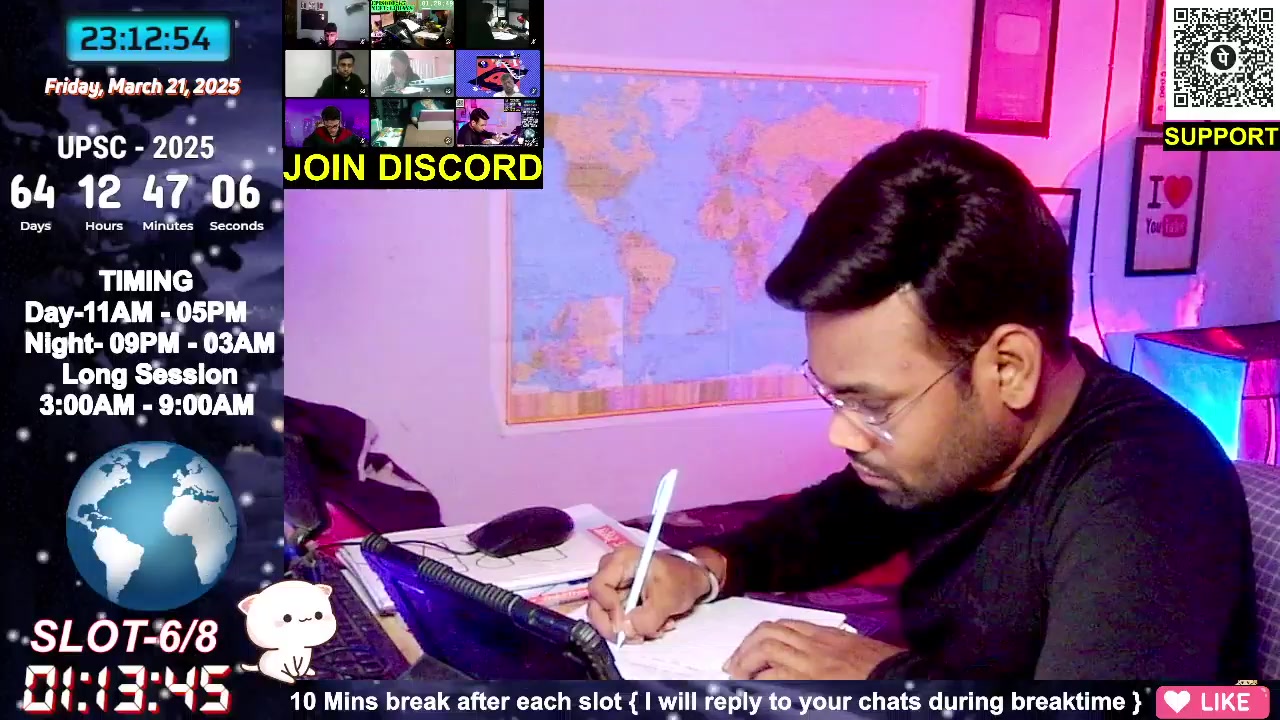 23:12:54
Friday, March 21, 2025
UPSC - 2025
64 12 47 06
Days Hours Minutes Seconds
TIMING
Day-11AM - 05PM
Night- 09PM - 03AM
Long Session
3:00AM - 9:00AM
SLOT-6/8
01:13:45
JOIN DISCORD
SUPPORT
पे
I
You Tube
10 Mins break after each slot { I will reply to your chats during breaktime }
LIKE